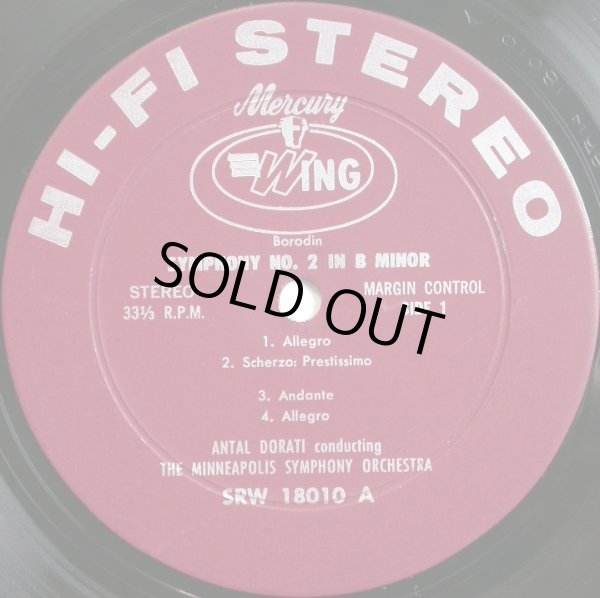 HI-FI STEREO
Mercury
WING
Borodin
SYMPHONY NO. 2 IN B MINOR
STEREO MARGIN CONTROL
33⅓ R.P.M. SIDE 1
SOLD OUT
1. Allegro
2. Scherzo: Prestissimo
3. Andante
4. Allegro
ANTAL DORATI conducting
THE MINNEAPOLIS SYMPHONY ORCHESTRA
SRW 18010 A